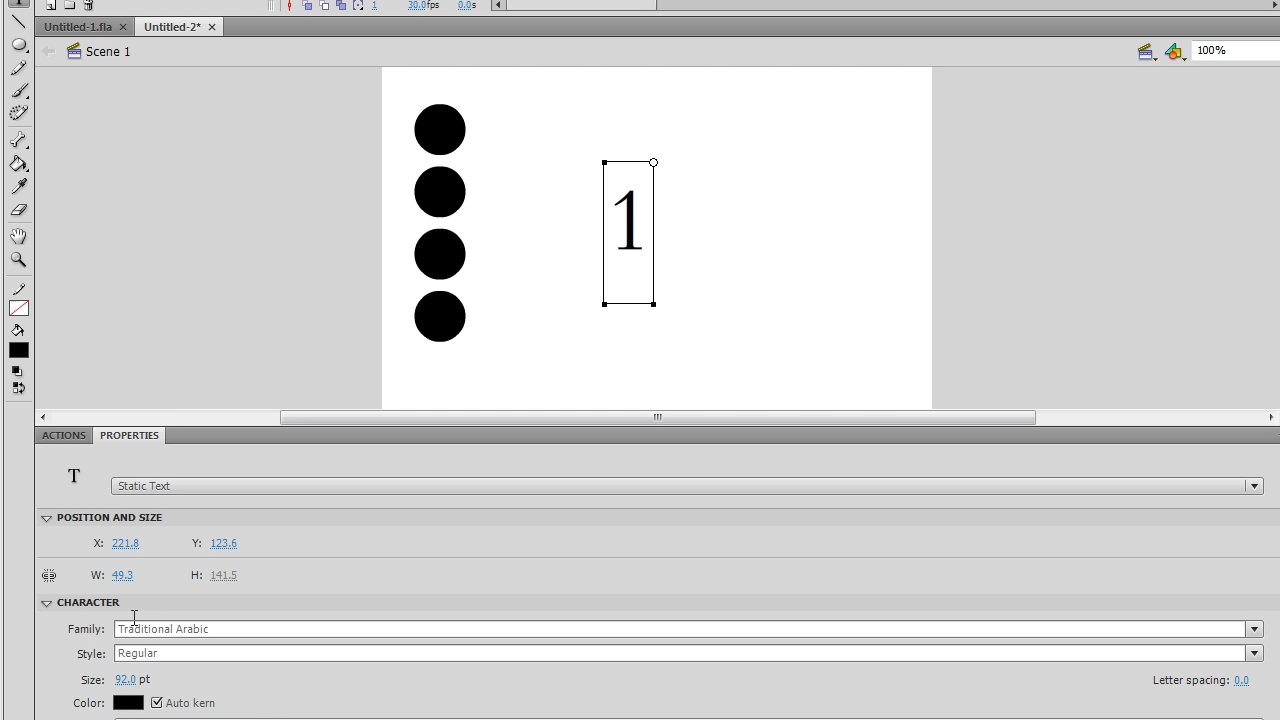 1 30.0fps 0.0s
Untitled-1.fla Untitled-2*
Scene 1 100%
1
ACTIONS PROPERTIES
T Static Text
POSITION AND SIZE
X: 221.8 Y: 123.6
W: 49.3 H: 141.5
CHARACTER
Family: Traditional Arabic
Style: Regular
Size: 92.0 pt Letter spacing: 0.0
Color: Auto kern